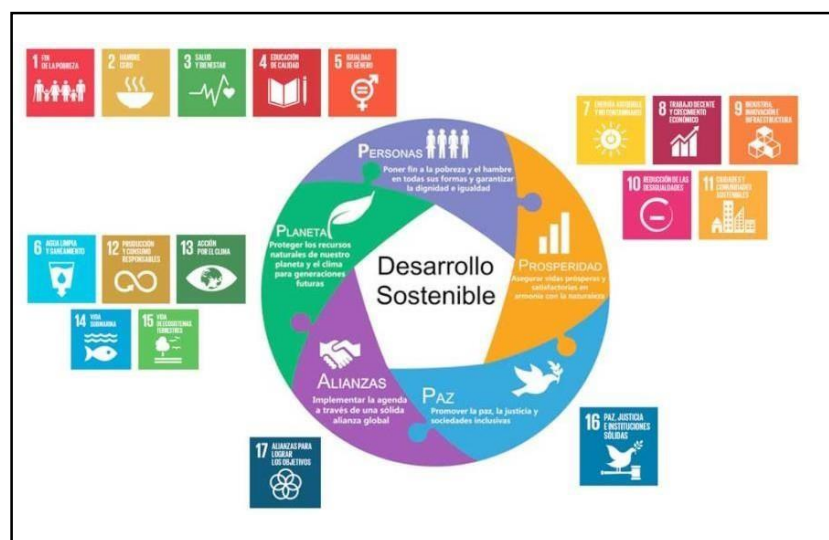 1 FIN
DE LA POBREZA
2 HAMBRE
CERO
3 SALUD
Y BIENESTAR
4 EDUCACIÓN
DE CALIDAD
5 IGUALDAD
DE GÉNERO
7 ENERGÍA ASEQUIBLE
Y NO CONTAMINANTE
8 TRABAJO DECENTE
Y CRECIMIENTO
ECONÓMICO
9 INDUSTRIA,
INNOVACIÓN E
INFRAESTRUCTURA
10 REDUCCIÓN DE LAS
DESIGUALDADES
11 CIUDADES Y
COMUNIDADES
SOSTENIBLES
PERSONAS
Poner fin a la pobreza y el hambre
en todas sus formas y garantizar
la dignidad e igualdad
PLANETA
Proteger los recursos
naturales de nuestro
planeta y el clima
para generaciones
futuras
Desarrollo
Sostenible
PROSPERIDAD
Asegurar vidas prósperas y
satisfactorias en
armonía con la naturaleza
6 AGUA LIMPIA
Y SANEAMIENTO
12 PRODUCCIÓN
Y CONSUMO
RESPONSABLES
13 ACCIÓN
POR EL CLIMA
14 VIDA
SUBMARINA
15 VIDA
DE ECOSISTEMAS
TERRESTRES
ALIANZAS
Implementar la agenda
a través de una sólida
alianza global
PAZ
Promover la paz, la justicia y
sociedades inclusivas
17 ALIANZAS PARA
LOGRAR
LOS OBJETIVOS
16 PAZ, JUSTICIA
E INSTITUCIONES
SÓLIDAS